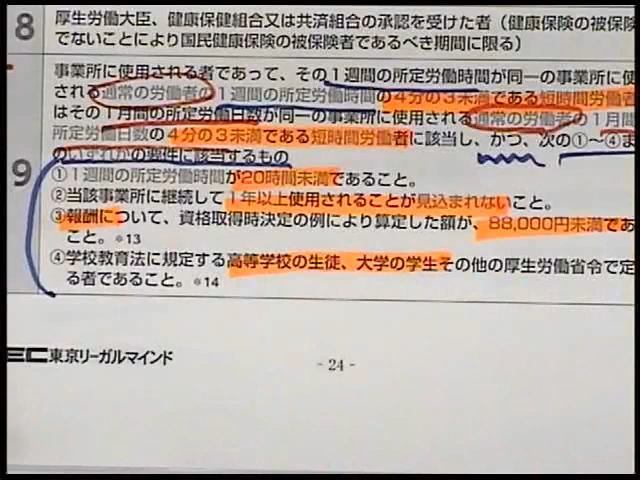 8
厚生労働大臣、健康保健組合又は共済組合の承認を受けた者（健康保険の被保
でないことにより国民健康保険の被保険者であるべき期間に限る）
9
事業所に使用される者であって、その1週間の所定労働時間が同一の事業所に使
される通常の労働者の1週間の所定労働時間の4分の3未満である短時間労働者
はその1月間の所定労働日数が同一の事業所に使用される通常の労働者の1月間
所定労働日数の4分の3未満である短時間労働者に該当し、かつ、次の①～④ま
のいずれかの要件に該当するもの
①1週間の所定労働時間が20時間未満であること。
②当該事業所に継続して1年以上使用されることが見込まれないこと。
③報酬について、資格取得時決定の例により算定した額が、88,000円未満であ
こと。*13
④学校教育法に規定する高等学校の生徒、大学の学生その他の厚生労働省令で定
る者であること。*14
EC東京リーガルマインド
- 24 -